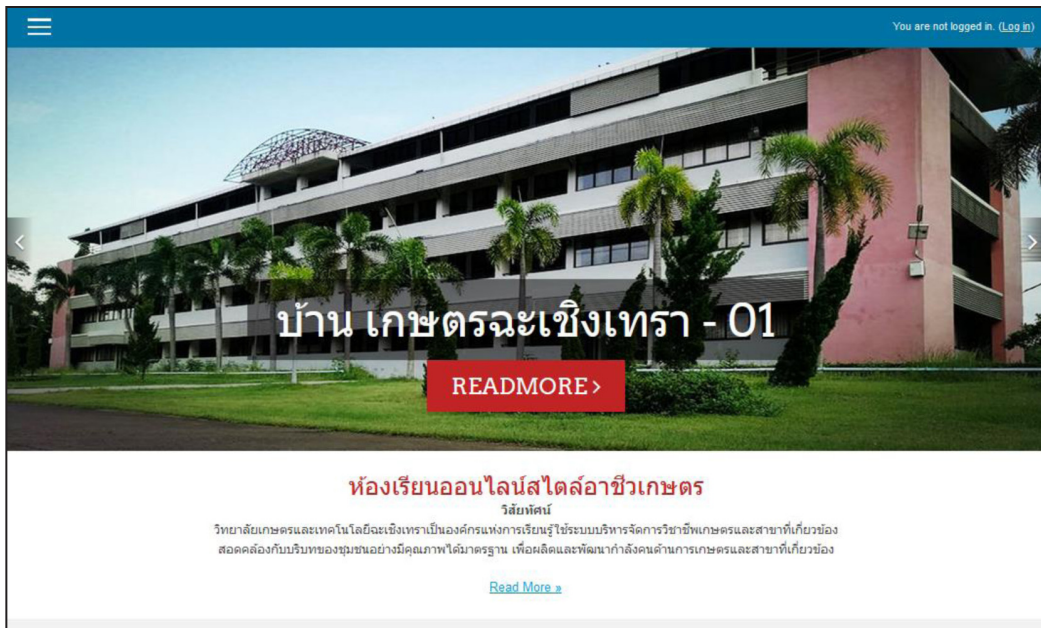 You are not logged in. (Log in)
บ้าน เกษตรฉะเชิงเทรา - 01
READMORE >
ห้องเรียนออนไลน์สไตล์อาชีวเกษตร
วิสัยทัศน์
วิทยาลัยเกษตรและเทคโนโลยีฉะเชิงเทราเป็นองค์กรแห่งการเรียนรู้ใช้ระบบบริหารจัดการวิชาชีพเกษตรและสาขาที่เกี่ยวข้อง
สอดคล้องกับบริบทของชุมชนอย่างมีคุณภาพได้มาตรฐาน เพื่อผลิตและพัฒนากำลังคนด้านการเกษตรและสาขาที่เกี่ยวข้อง
Read More »